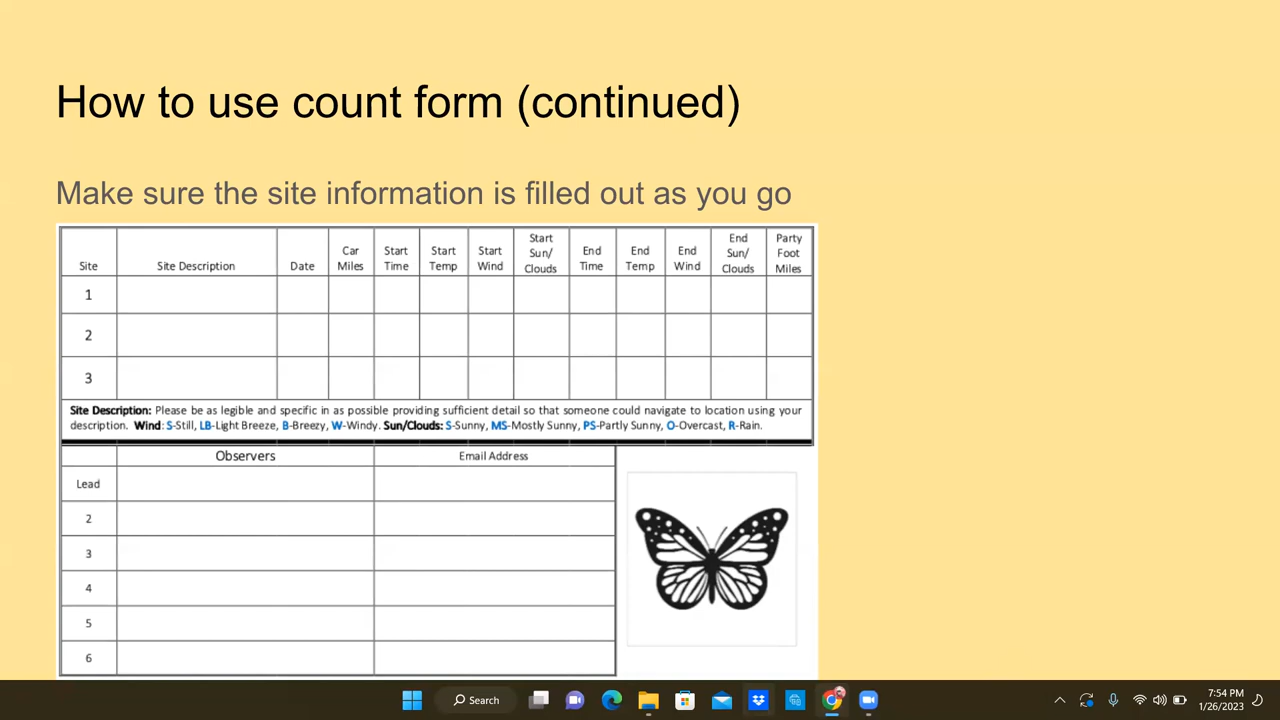 How to use count form (continued)
Make sure the site information is filled out as you go
Site Site Description Date Car Miles Start Time Start Temp Start Wind Start Sun/ Clouds End Time End Temp End Wind End Sun/ Clouds Party Foot Miles
1
2
3
Site Description: Please be as legible and specific in as possible providing sufficient detail so that someone could navigate to location using your
description. Wind: S-Still, LB-Light Breeze, B-Breezy, W-Windy. Sun/Clouds: S-Sunny, MS-Mostly Sunny, PS-Partly Sunny, O-Overcast, R-Rain.
Observers Email Address
Lead
2
3
4
5
6
Search
7:54 PM
1/26/2023